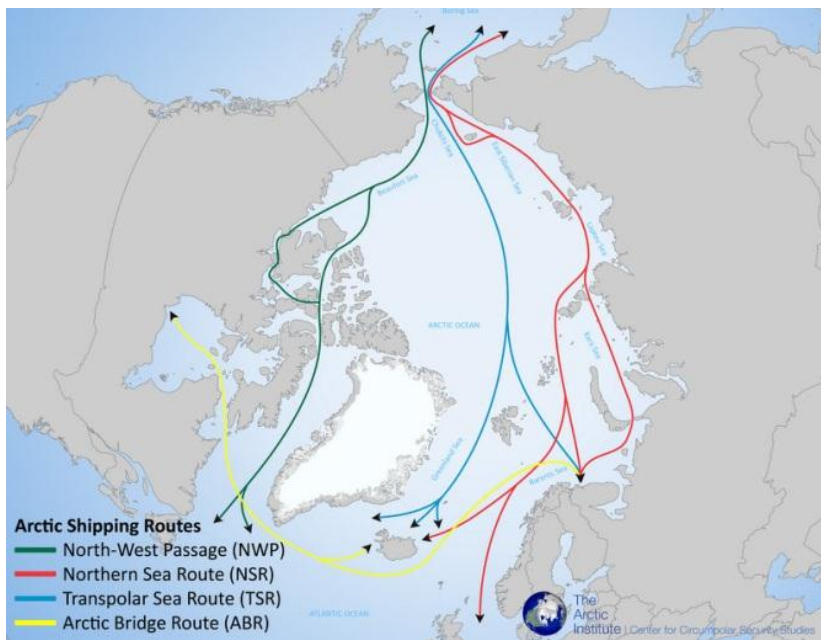 Bering Sea
Chukchi Sea
East Siberian Sea
Beaufort Sea
Laptev Sea
ARCTIC OCEAN
Kara Sea
Greenland Sea
Barents Sea
Arctic Shipping Routes
North-West Passage (NWP)
Northern Sea Route (NSR)
Transpolar Sea Route (TSR)
Arctic Bridge Route (ABR)
ATLANTIC OCEAN
The
Arctic
Institute | Center for Circumpolar Security Studies